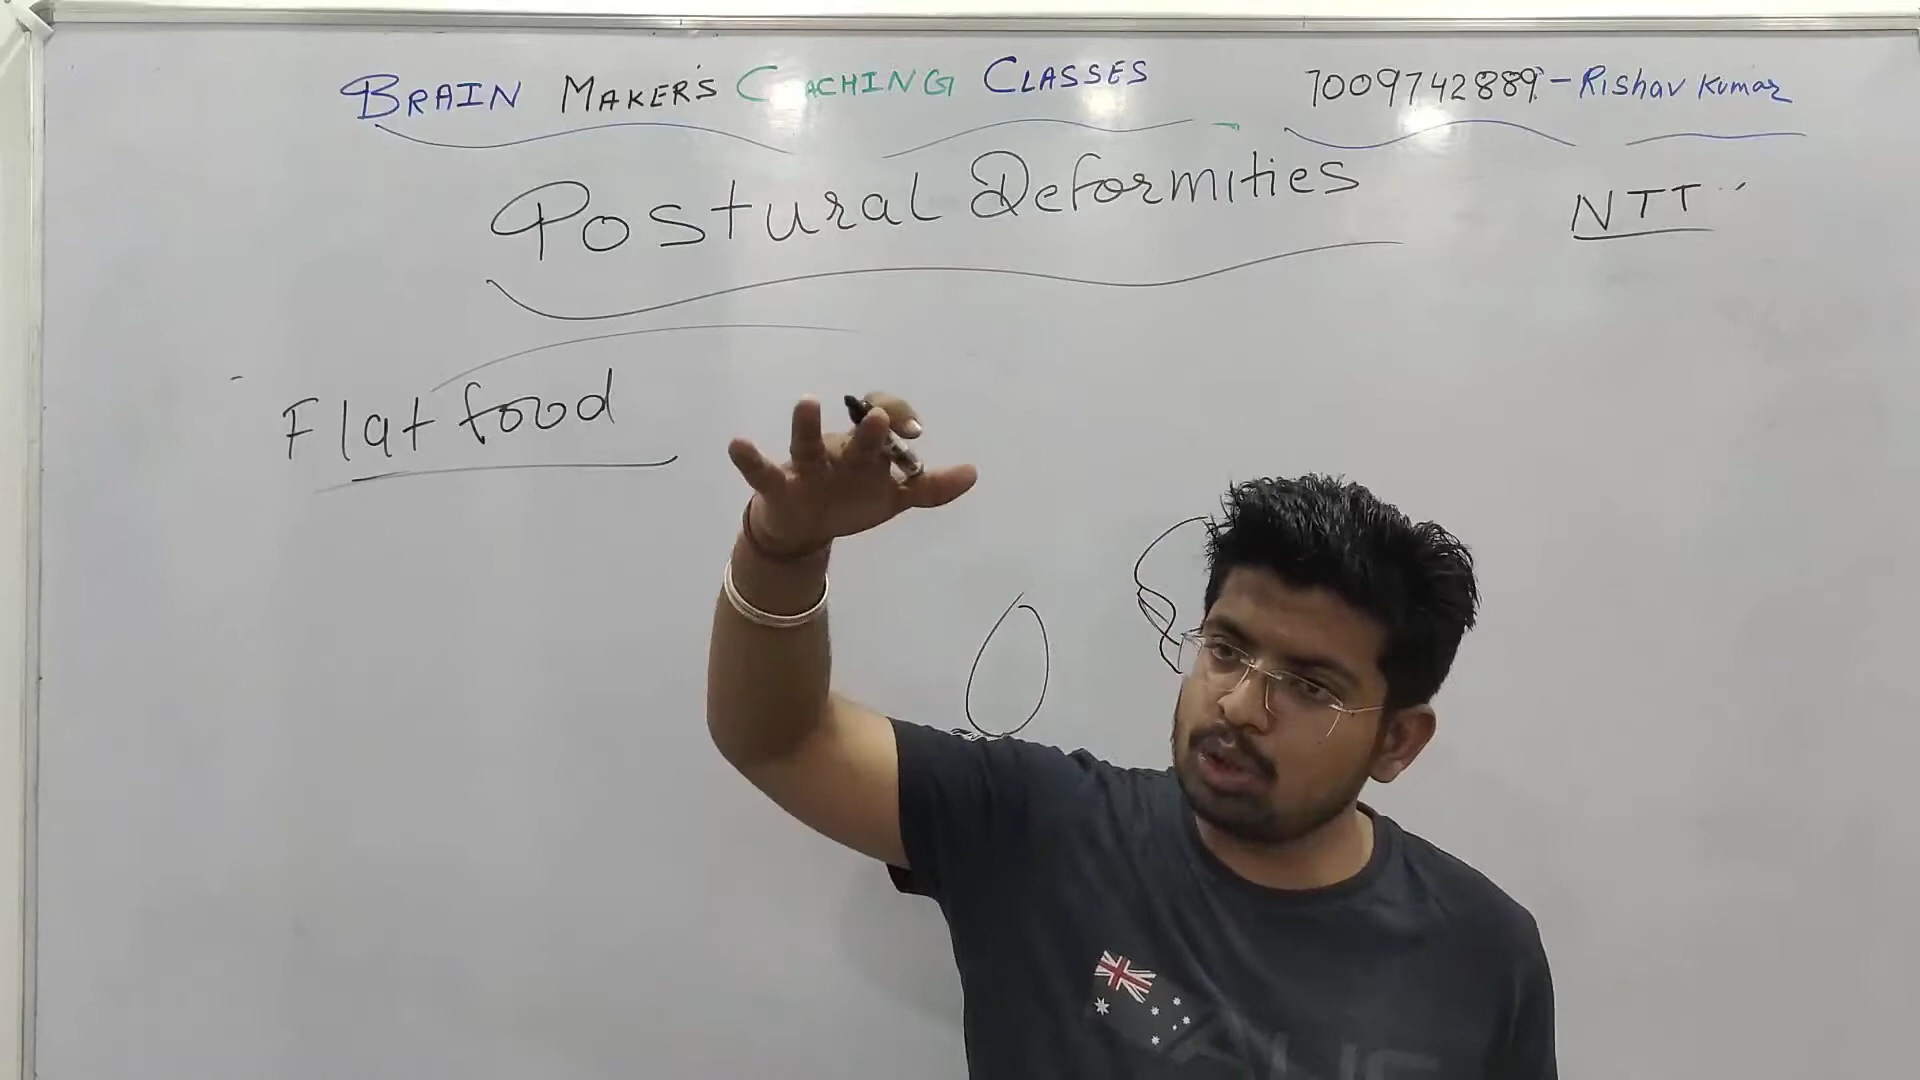 BRAIN MAKER'S COACHING CLASSES
7009742889 - Rishav Kumar
Postural Deformities
NTT
Flat food